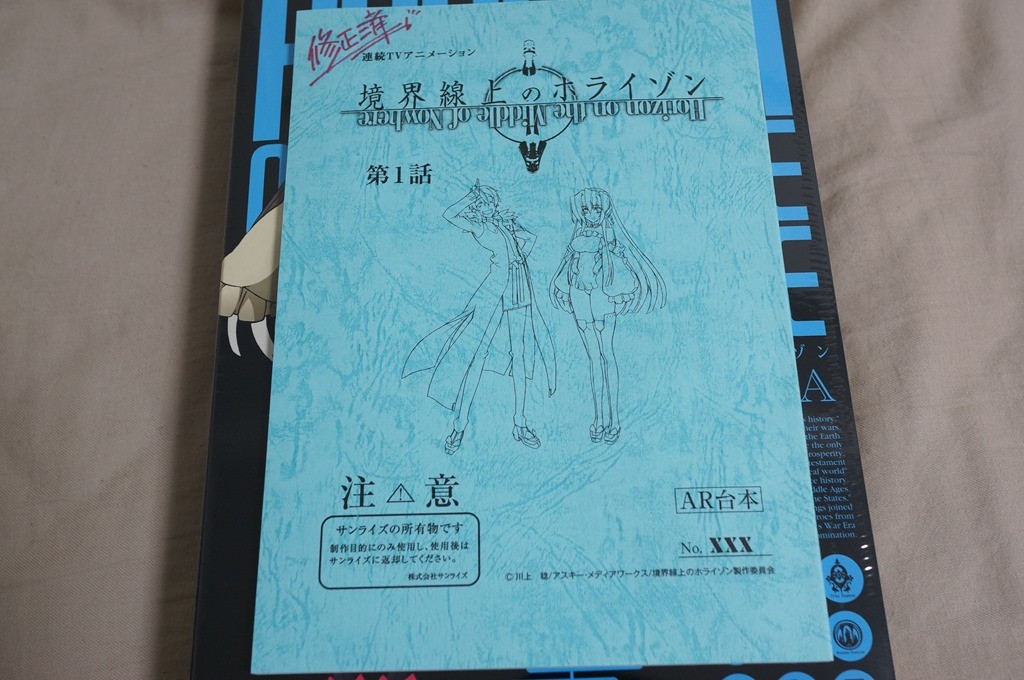 修正済
連続TVアニメーション
境界線上のホライゾン
Horizon on the Middle of Nowhere
第1話
注⚠意
サンライズの所有物です
制作目的にのみ使用し、使用後は
サンライズに返却してください。
株式会社サンライズ
AR台本
No. XXX
©川上 稔/アスキー・メディアワークス/境界線上のホライゾン製作委員会
ゾン
A
history."
their wars
the Earth
the only
rosperity.
testament
al world"
history
ddle Ages
the States."
ngs joined
roes from
s War Era
omination.